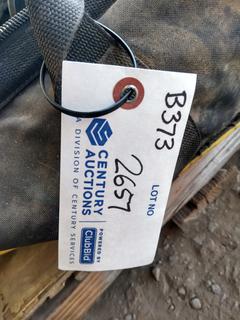 B373
LOT NO
2657
CENTURY
AUCTIONS
A DIVISION OF CENTURY SERVICES
POWERED BY
ClubBid